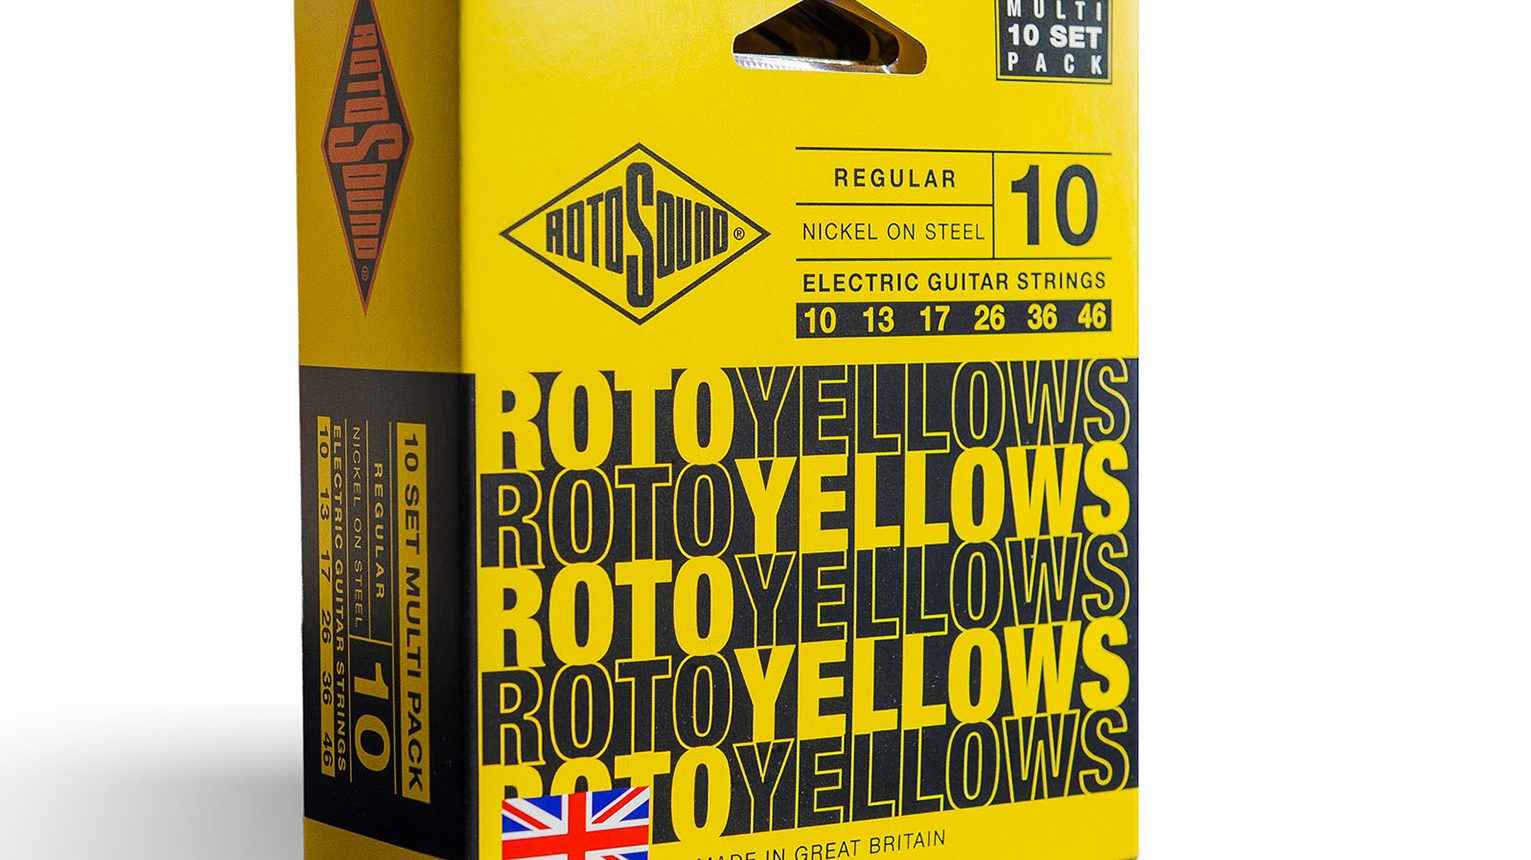 MULTI
10 SET
PACK
ROTOSOUND®
REGULAR
NICKEL ON STEEL
10
ELECTRIC GUITAR STRINGS
10 13 17 26 36 46
ROTOYELLOWS
ROTOYELLOWS
ROTOYELLOWS
ROTOYELLOWS
ROTOYELLOWS
MADE IN GREAT BRITAIN
ROTOSOUND®
10 SET MULTI PACK
REGULAR
NICKEL ON STEEL
10
ELECTRIC GUITAR STRINGS
10 13 17 26 36 46